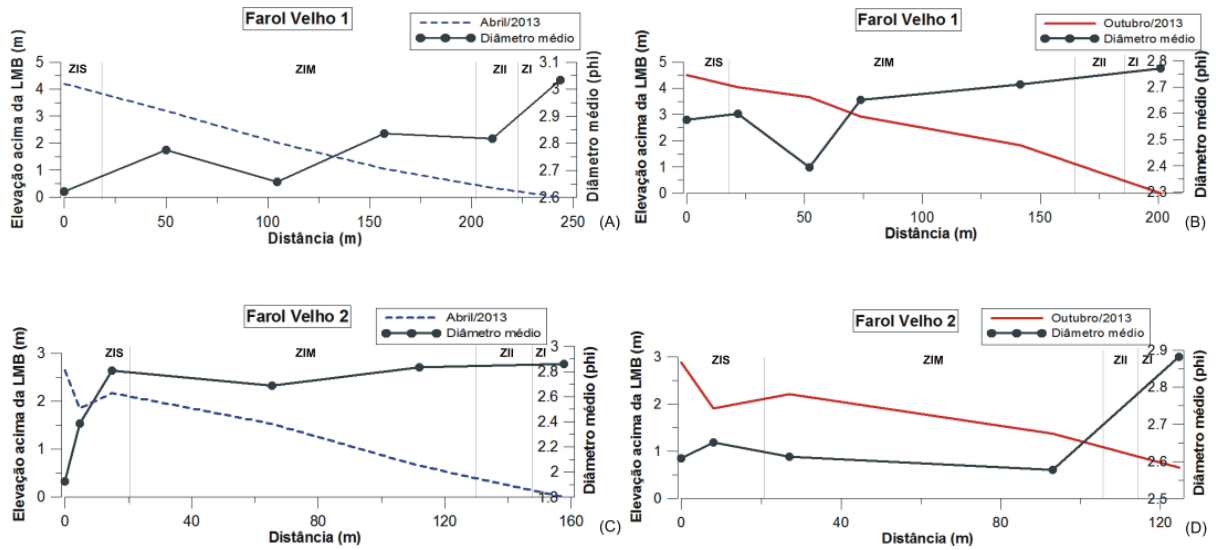 Farol Velho 1
Abril/2013
Diâmetro médio
Elevação acima da LMB (m)
5
4
3
2
1
0
ZIS
ZIM
ZII
ZI
3.1
3
2.9
2.8
2.7
2.6
Diâmetro médio (phi)
0
50
100
150
200
250
Distância (m)
(A)
Farol Velho 1
Outubro/2013
Diâmetro médio
Elevação acima da LMB (m)
5
4
3
2
1
0
ZIS
ZIM
ZII
ZI
2.8
2.7
2.6
2.5
2.4
2.3
Diâmetro médio (phi)
0
50
100
150
200
Distância (m)
(B)
Farol Velho 2
Abril/2013
Diâmetro médio
Elevação acima da LMB (m)
3
2
1
0
ZIS
ZIM
ZII
ZI
3
2.8
2.6
2.4
2.2
2
1.8
Diâmetro médio (phi)
0
40
80
120
160
Distância (m)
(C)
Farol Velho 2
Outubro/2013
Diâmetro médio
Elevação acima da LMB (m)
3
2
1
0
ZIS
ZIM
ZII
ZI
2.9
2.8
2.7
2.6
2.5
Diâmetro médio (phi)
0
40
80
120
Distância (m)
(D)